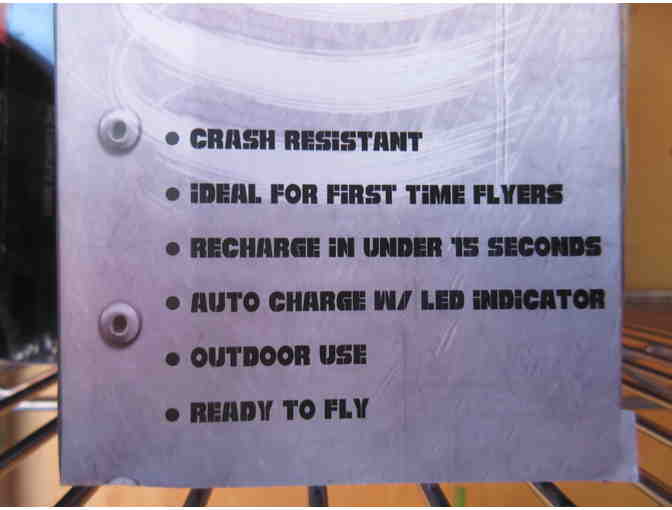 • CRASH RESISTANT
• IDEAL FOR FIRST TIME FLYERS
• RECHARGE IN UNDER 15 SECONDS
• AUTO CHARGE W/ LED INDICATOR
• OUTDOOR USE
• READY TO FLY